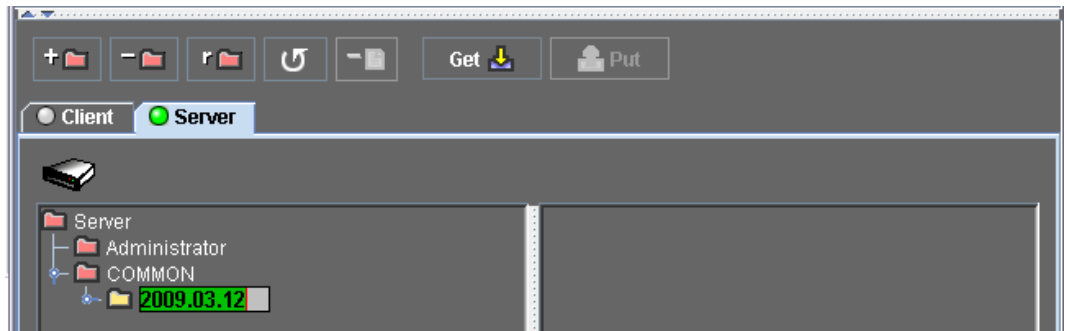 + - r - Get Put
Client Server
Server
Administrator
COMMON
2009.03.12